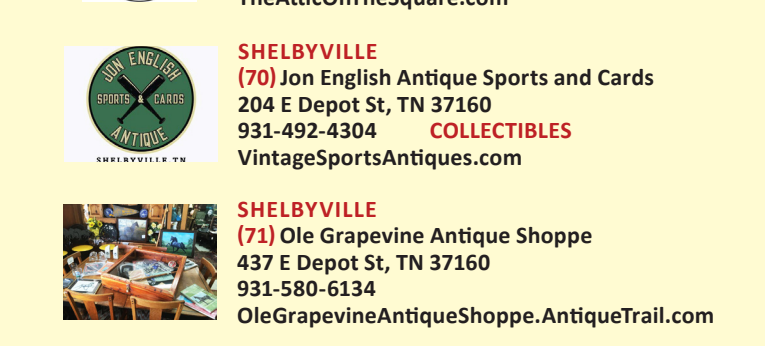 TheAtticOnTheSquare.com
JON ENGLISH
SPORTS & CARDS
ANTIQUE
SHELBYVILLE TN
SHELBYVILLE
(70) Jon English Antique Sports and Cards
204 E Depot St, TN 37160
931-492-4304 COLLECTIBLES
VintageSportsAntiques.com
SHELBYVILLE
(71) Ole Grapevine Antique Shoppe
437 E Depot St, TN 37160
931-580-6134
OleGrapevineAntiqueShoppe.AntiqueTrail.com